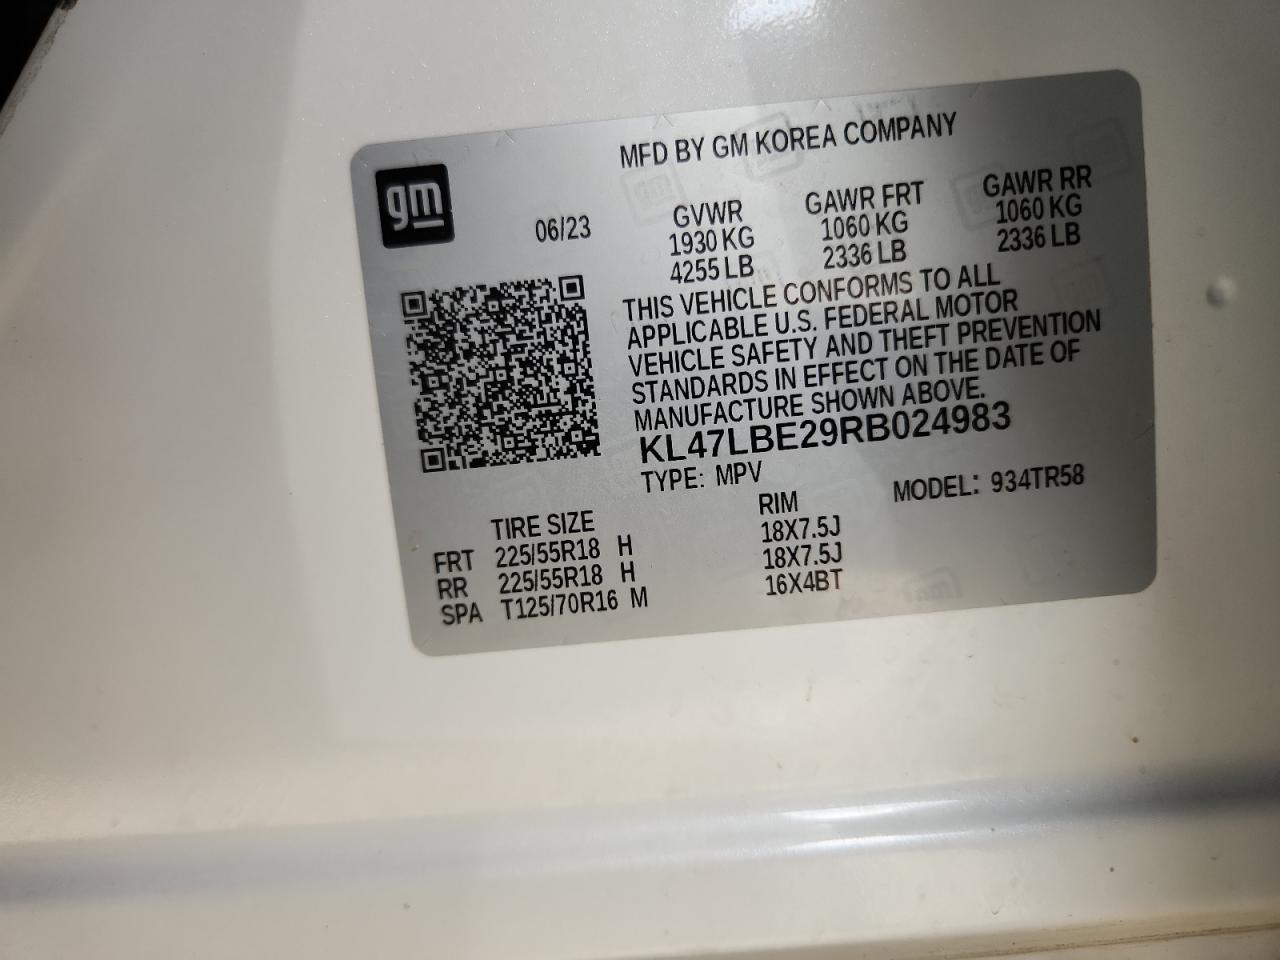 MFD BY GM KOREA COMPANY
gm
06/23
GVWR GAWR FRT GAWR RR
1930 KG 1060 KG 1060 KG
4255 LB 2336 LB 2336 LB
THIS VEHICLE CONFORMS TO ALL
APPLICABLE U.S. FEDERAL MOTOR
VEHICLE SAFETY AND THEFT PREVENTION
STANDARDS IN EFFECT ON THE DATE OF
MANUFACTURE SHOWN ABOVE.
KL47LBE29RB024983
TYPE: MPV MODEL: 934TR58
TIRE SIZE RIM
FRT 225/55R18 H 18X7.5J
RR 225/55R18 H 18X7.5J
SPA T125/70R16 M 16X4BT